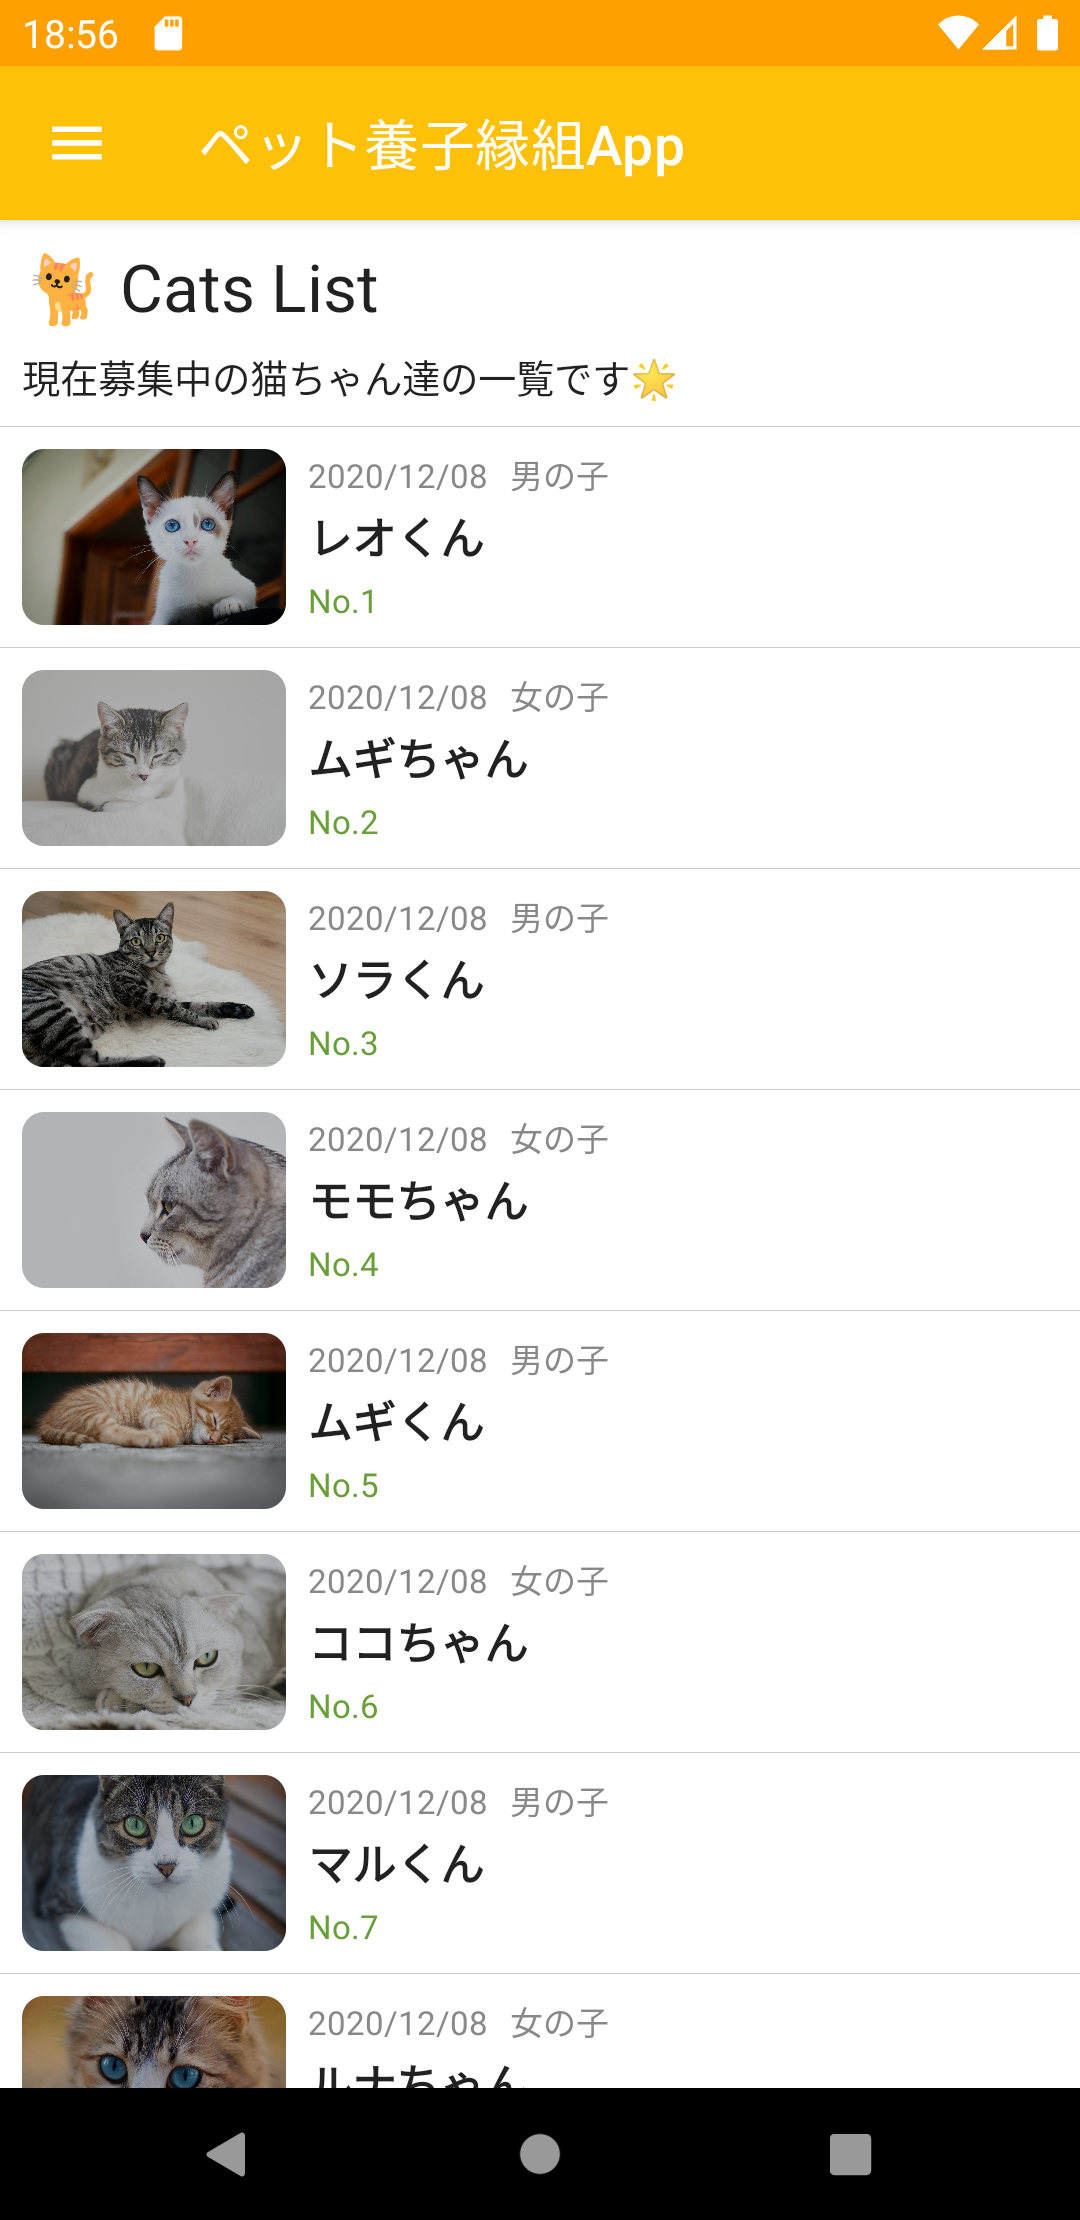 18:56
ペット養子縁組App
Cats List
現在募集中の猫ちゃん達の一覧です🌟
2020/12/08 男の子
レオくん
No.1
2020/12/08 女の子
ムギちゃん
No.2
2020/12/08 男の子
ソラくん
No.3
2020/12/08 女の子
モモちゃん
No.4
2020/12/08 男の子
ムギくん
No.5
2020/12/08 女の子
ココちゃん
No.6
2020/12/08 男の子
マルくん
No.7
2020/12/08 女の子
ルナちゃん